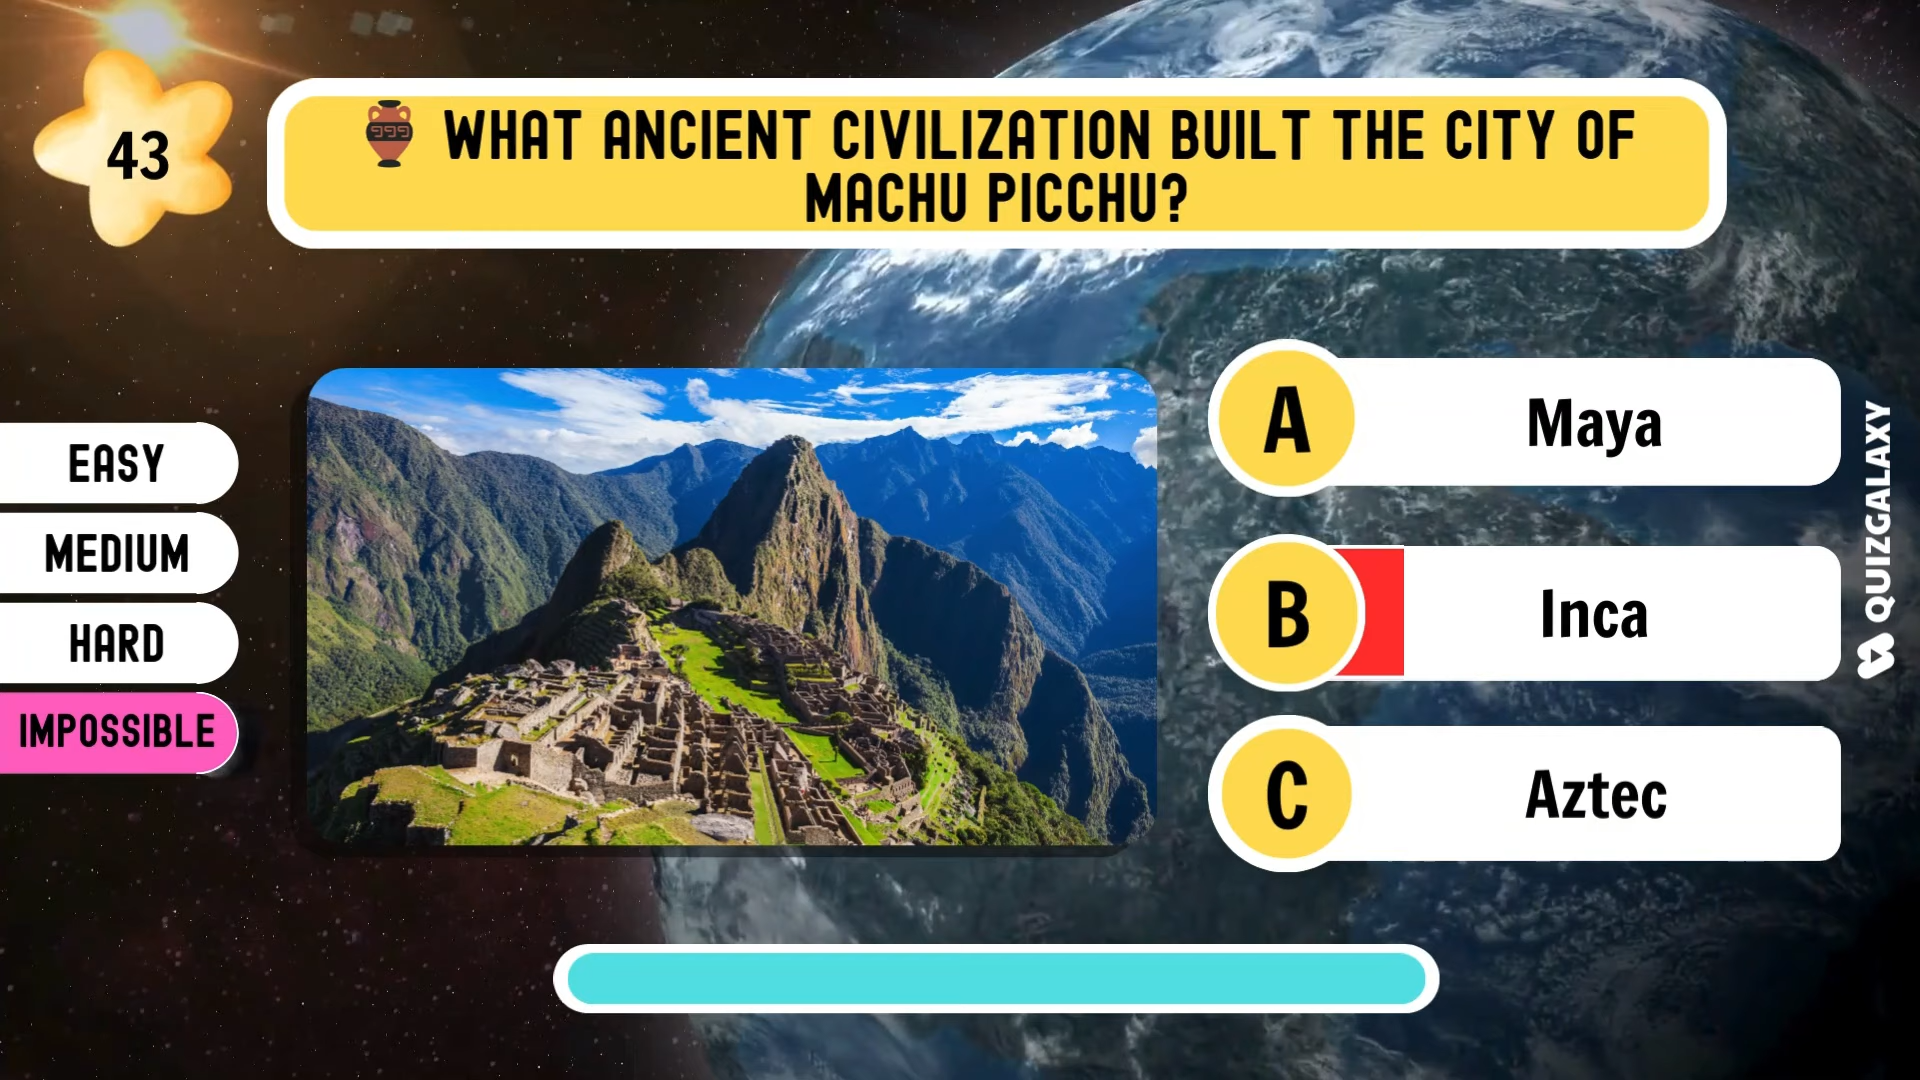 43
WHAT ANCIENT CIVILIZATION BUILT THE CITY OF
MACHU PICCHU?
EASY
MEDIUM
HARD
IMPOSSIBLE
A
Maya
B
Inca
C
Aztec
QUIZGALAXY